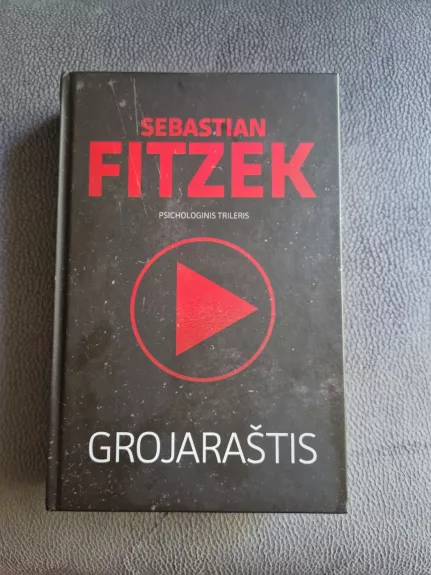 SEBASTIAN
FITZEK
PSICHOLOGINIS TRILERIS
GROJARAŠTIS